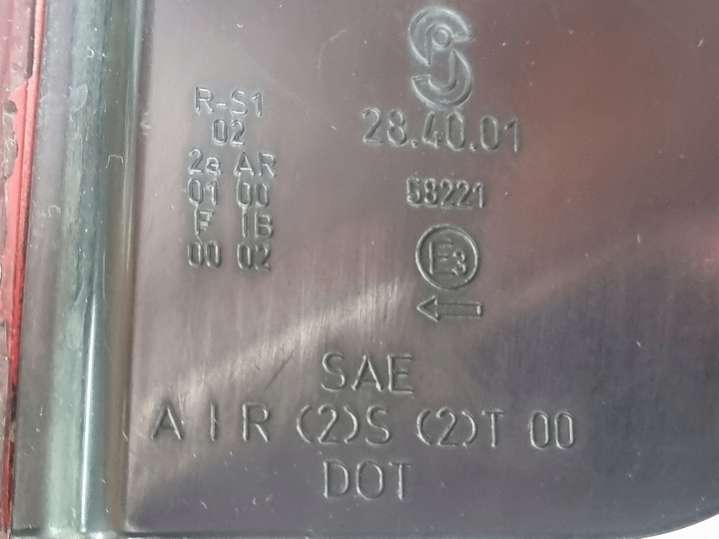 R-S1
02
2a AR
01 00
F IB
00 02
28.40.01
58221
E3
SAE
A I R (2)S (2)T 00
DOT